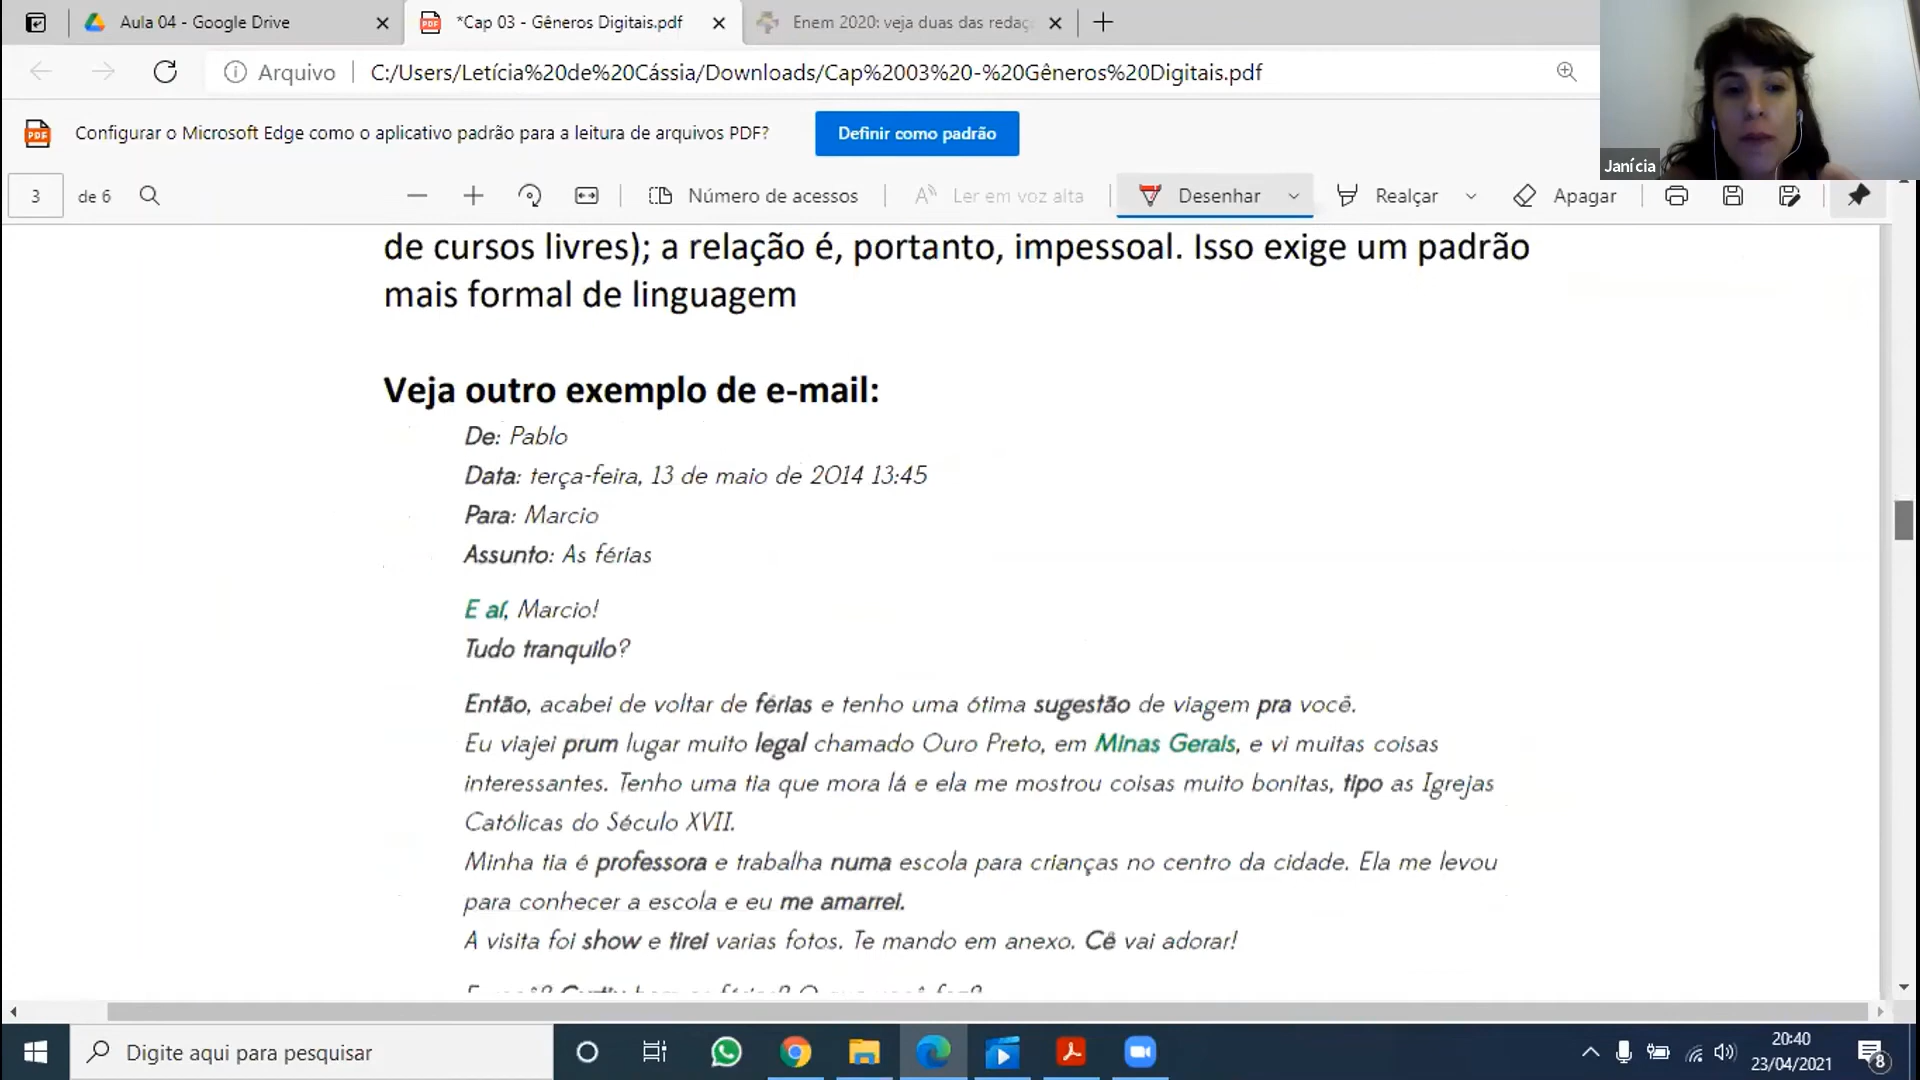 Aula 04 - Google Drive
*Cap 03 - Gêneros Digitais.pdf
Enem 2020: veja duas das redaç
Arquivo
C:/Users/Letícia%20de%20Cássia/Downloads/Cap%2003%20-%20Gêneros%20Digitais.pdf
Configurar o Microsoft Edge como o aplicativo padrão para a leitura de arquivos PDF?
Definir como padrão
Janícia
3 de 6
Número de acessos
Ler em voz alta
Desenhar
Realçar
Apagar
de cursos livres); a relação é, portanto, impessoal. Isso exige um padrão
mais formal de linguagem
Veja outro exemplo de e-mail:
De: Pablo
Data: terça-feira, 13 de maio de 2014 13:45
Para: Marcio
Assunto: As férias
E aí, Marcio!
Tudo tranquilo?
Então, acabei de voltar de férias e tenho uma ótima sugestão de viagem pra você.
Eu viajei prum lugar muito legal chamado Ouro Preto, em Minas Gerais, e vi muitas coisas
interessantes. Tenho uma tia que mora lá e ela me mostrou coisas muito bonitas, tipo as Igrejas
Católicas do Século XVII.
Minha tia é professora e trabalha numa escola para crianças no centro da cidade. Ela me levou
para conhecer a escola e eu me amarrei.
A visita foi show e tirei varias fotos. Te mando em anexo. Cê vai adorar!
Digite aqui para pesquisar
20:40
23/04/2021
8